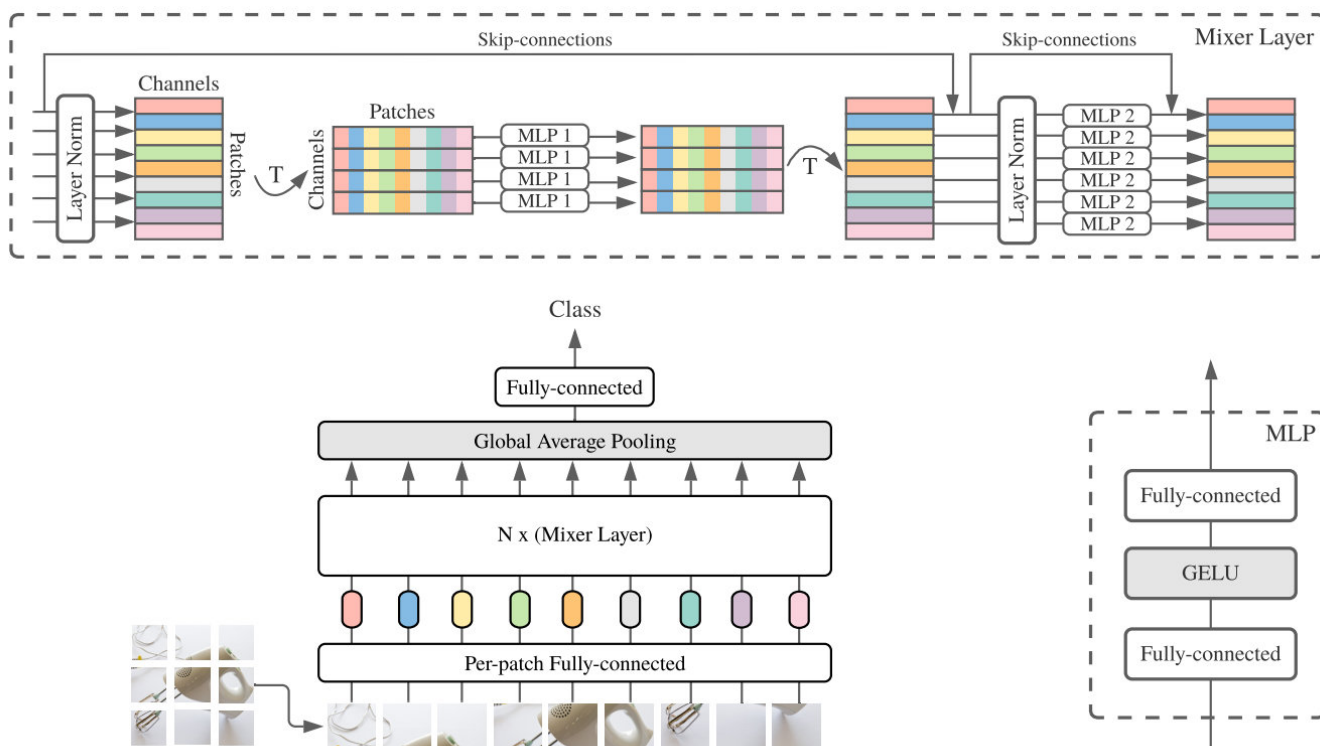 Skip-connections
Skip-connections
Mixer Layer
Channels
Layer Norm
Patches
T
Patches
Channels
MLP 1
MLP 1
MLP 1
MLP 1
T
Layer Norm
MLP 2
MLP 2
MLP 2
MLP 2
MLP 2
MLP 2
Class
Fully-connected
Global Average Pooling
N x (Mixer Layer)
Per-patch Fully-connected
MLP
Fully-connected
GELU
Fully-connected